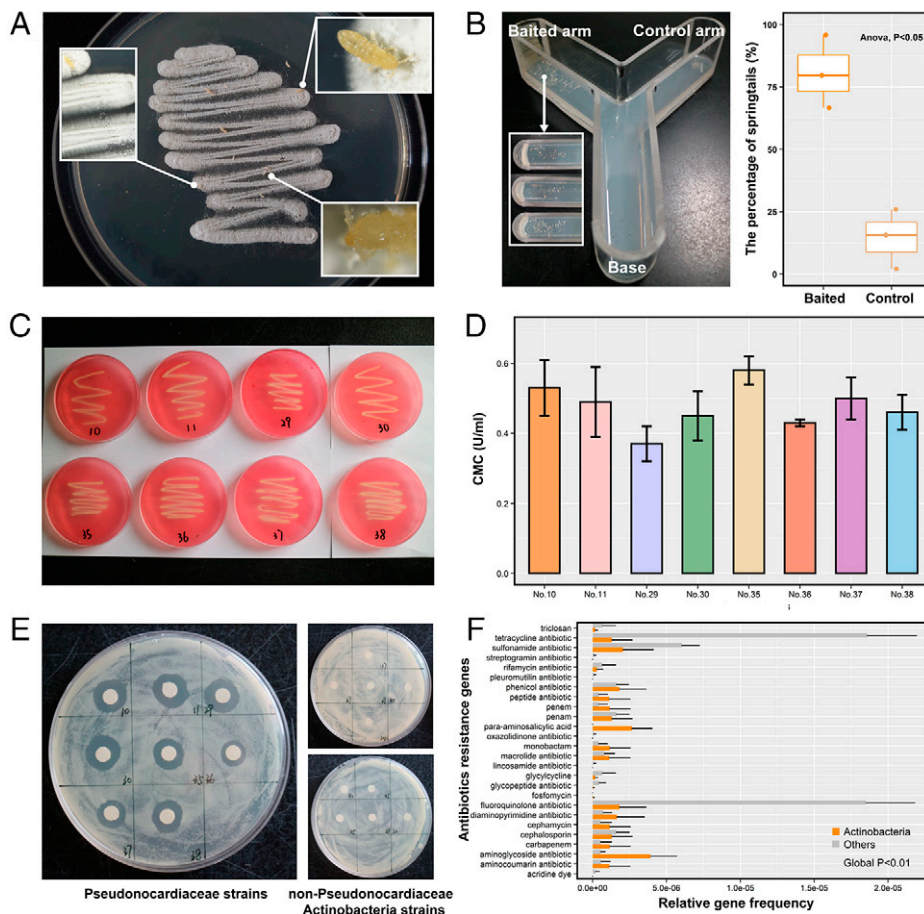 A
B
Baited arm
Control arm
Base
The percentage of springtails (%)
100
75
50
25
0
Anova, P<0.05
Baited
Control
C
10
11
29
30
35
36
37
38
D
CMC (U/ml)
0.6
0.4
0.2
0.0
No.10
No.11
No.29
No.30
No.35
No.36
No.37
No.38
E
30
35
36
37
38
Pseudonocardiaceae strains
non-Pseudonocardiaceae
Actinobacteria strains
F
Antibiotics resistance genes
triclosan
tetracycline antibiotic
sulfonamide antibiotic
streptogramin antibiotic
rifamycin antibiotic
pleuromutilin antibiotic
phenicol antibiotic
peptide antibiotic
penem
penam
para-aminosalicylic acid
oxazolidinone antibiotic
monobactam
macrolide antibiotic
lincosamide antibiotic
glycylcycline
glycopeptide antibiotic
fosfomycin
fluoroquinolone antibiotic
diaminopyrimidine antibiotic
cephamycin
cephalosporin
carbapenem
aminoglycoside antibiotic
aminocoumarin antibiotic
acridine dye
Actinobacteria
Others
Global P<0.01
0.0e+00
5.0e-06
1.0e-05
1.5e-05
2.0e-05
Relative gene frequency